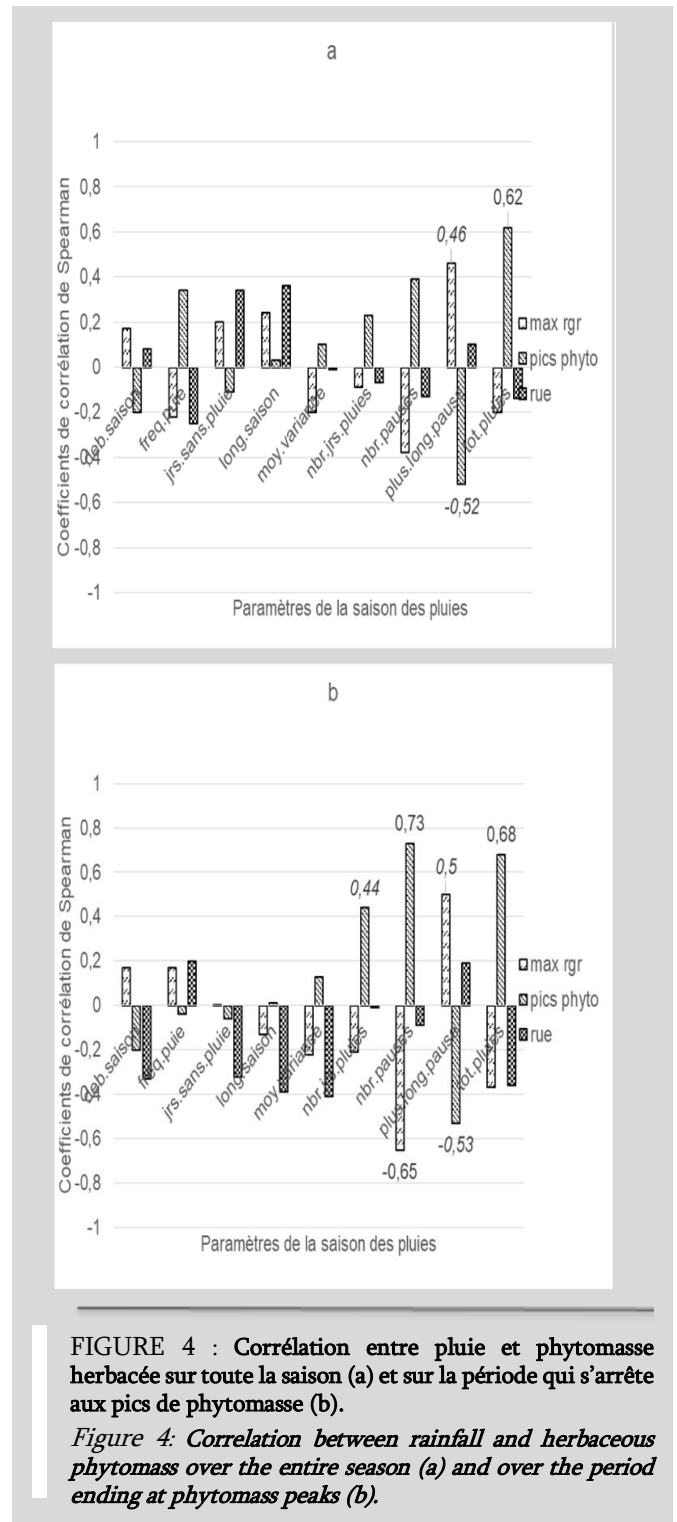 a
1
0,8
0,6
0,4
0,2
0
-0,2
-0,4
-0,6
-0,8
-1
Coefficients de corrélation de Spearman
0,46
0,62
-0,52
deb.saison
freq.puie
jrs.sans.pluie
long.saison
moy.variance
nbr.jrs.pluies
nbr.pauses
plus.long.pause
tot.pluies
max rgr
pics phyto
rue
Paramètres de la saison des pluies
b
1
0,8
0,6
0,4
0,2
0
-0,2
-0,4
-0,6
-0,8
-1
Coefficients de corrélation de Spearman
0,44
0,73
0,5
0,68
-0,65
-0,53
deb.saison
freq.puie
jrs.sans.pluie
long.saison
moy.variance
nbr.jrs.pluies
nbr.pauses
plus.long.pause
tot.pluies
max rgr
pics phyto
rue
Paramètres de la saison des pluies
FIGURE 4 : Corrélation entre pluie et phytomasse
herbacée sur toute la saison (a) et sur la période qui s’arrête
aux pics de phytomasse (b).
Figure 4: Correlation between rainfall and herbaceous
phytomass over the entire season (a) and over the period
ending at phytomass peaks (b).